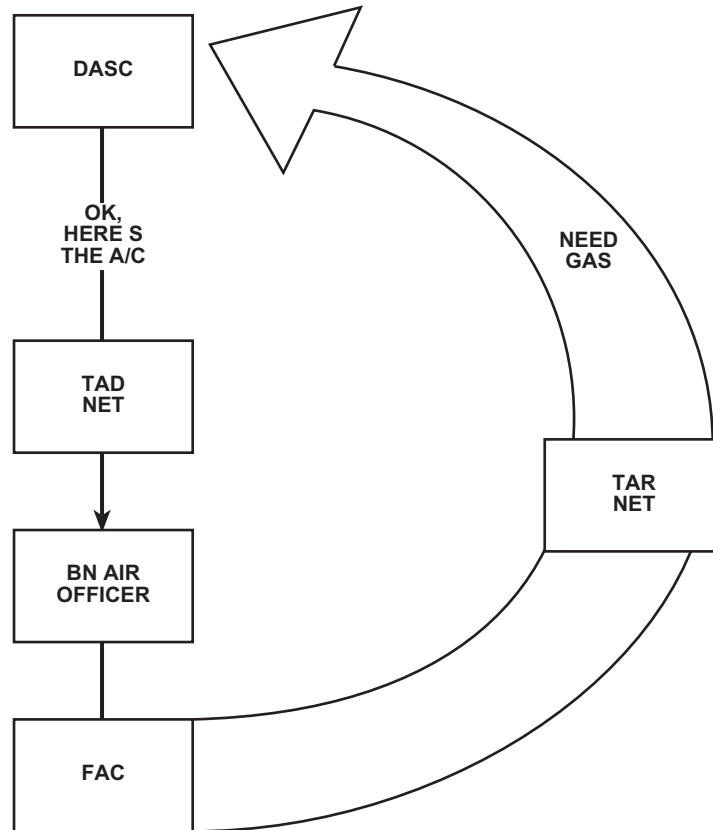 DASC
OK,
HERE S
THE A/C
NEED
GAS
TAD
NET
TAR
NET
BN AIR
OFFICER
FAC